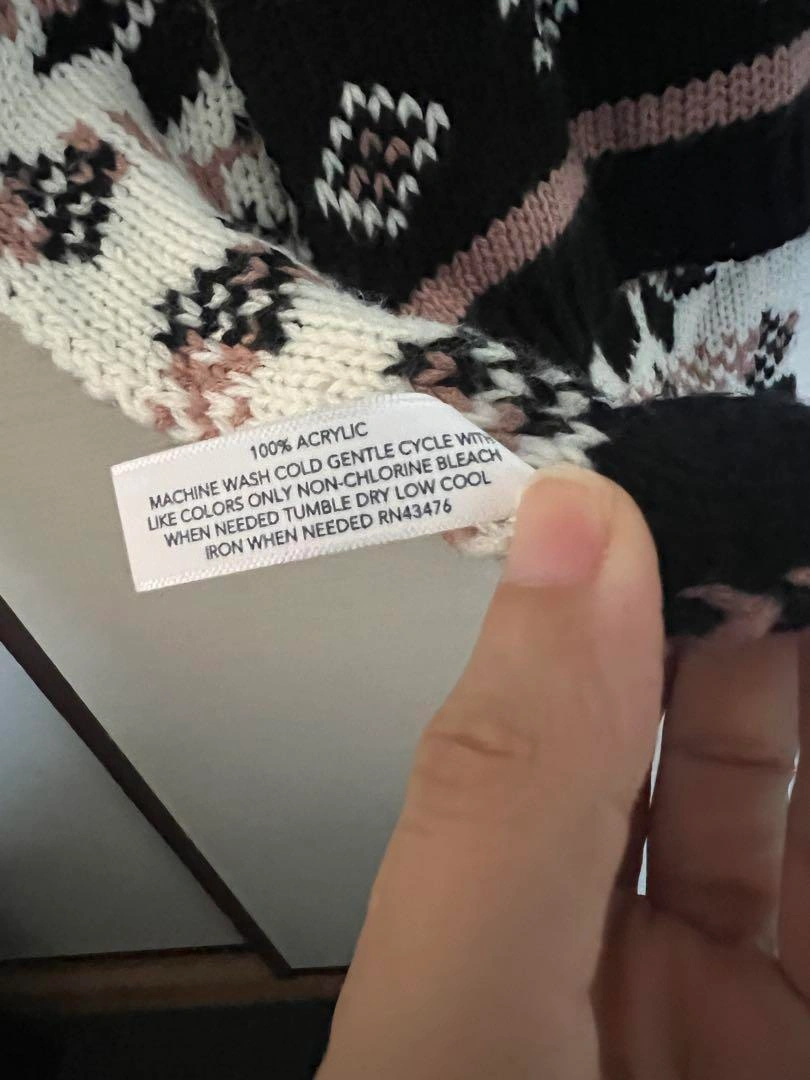 100% ACRYLIC
MACHINE WASH COLD GENTLE CYCLE WITH
LIKE COLORS ONLY NON-CHLORINE BLEACH
WHEN NEEDED TUMBLE DRY LOW COOL
IRON WHEN NEEDED RN43476